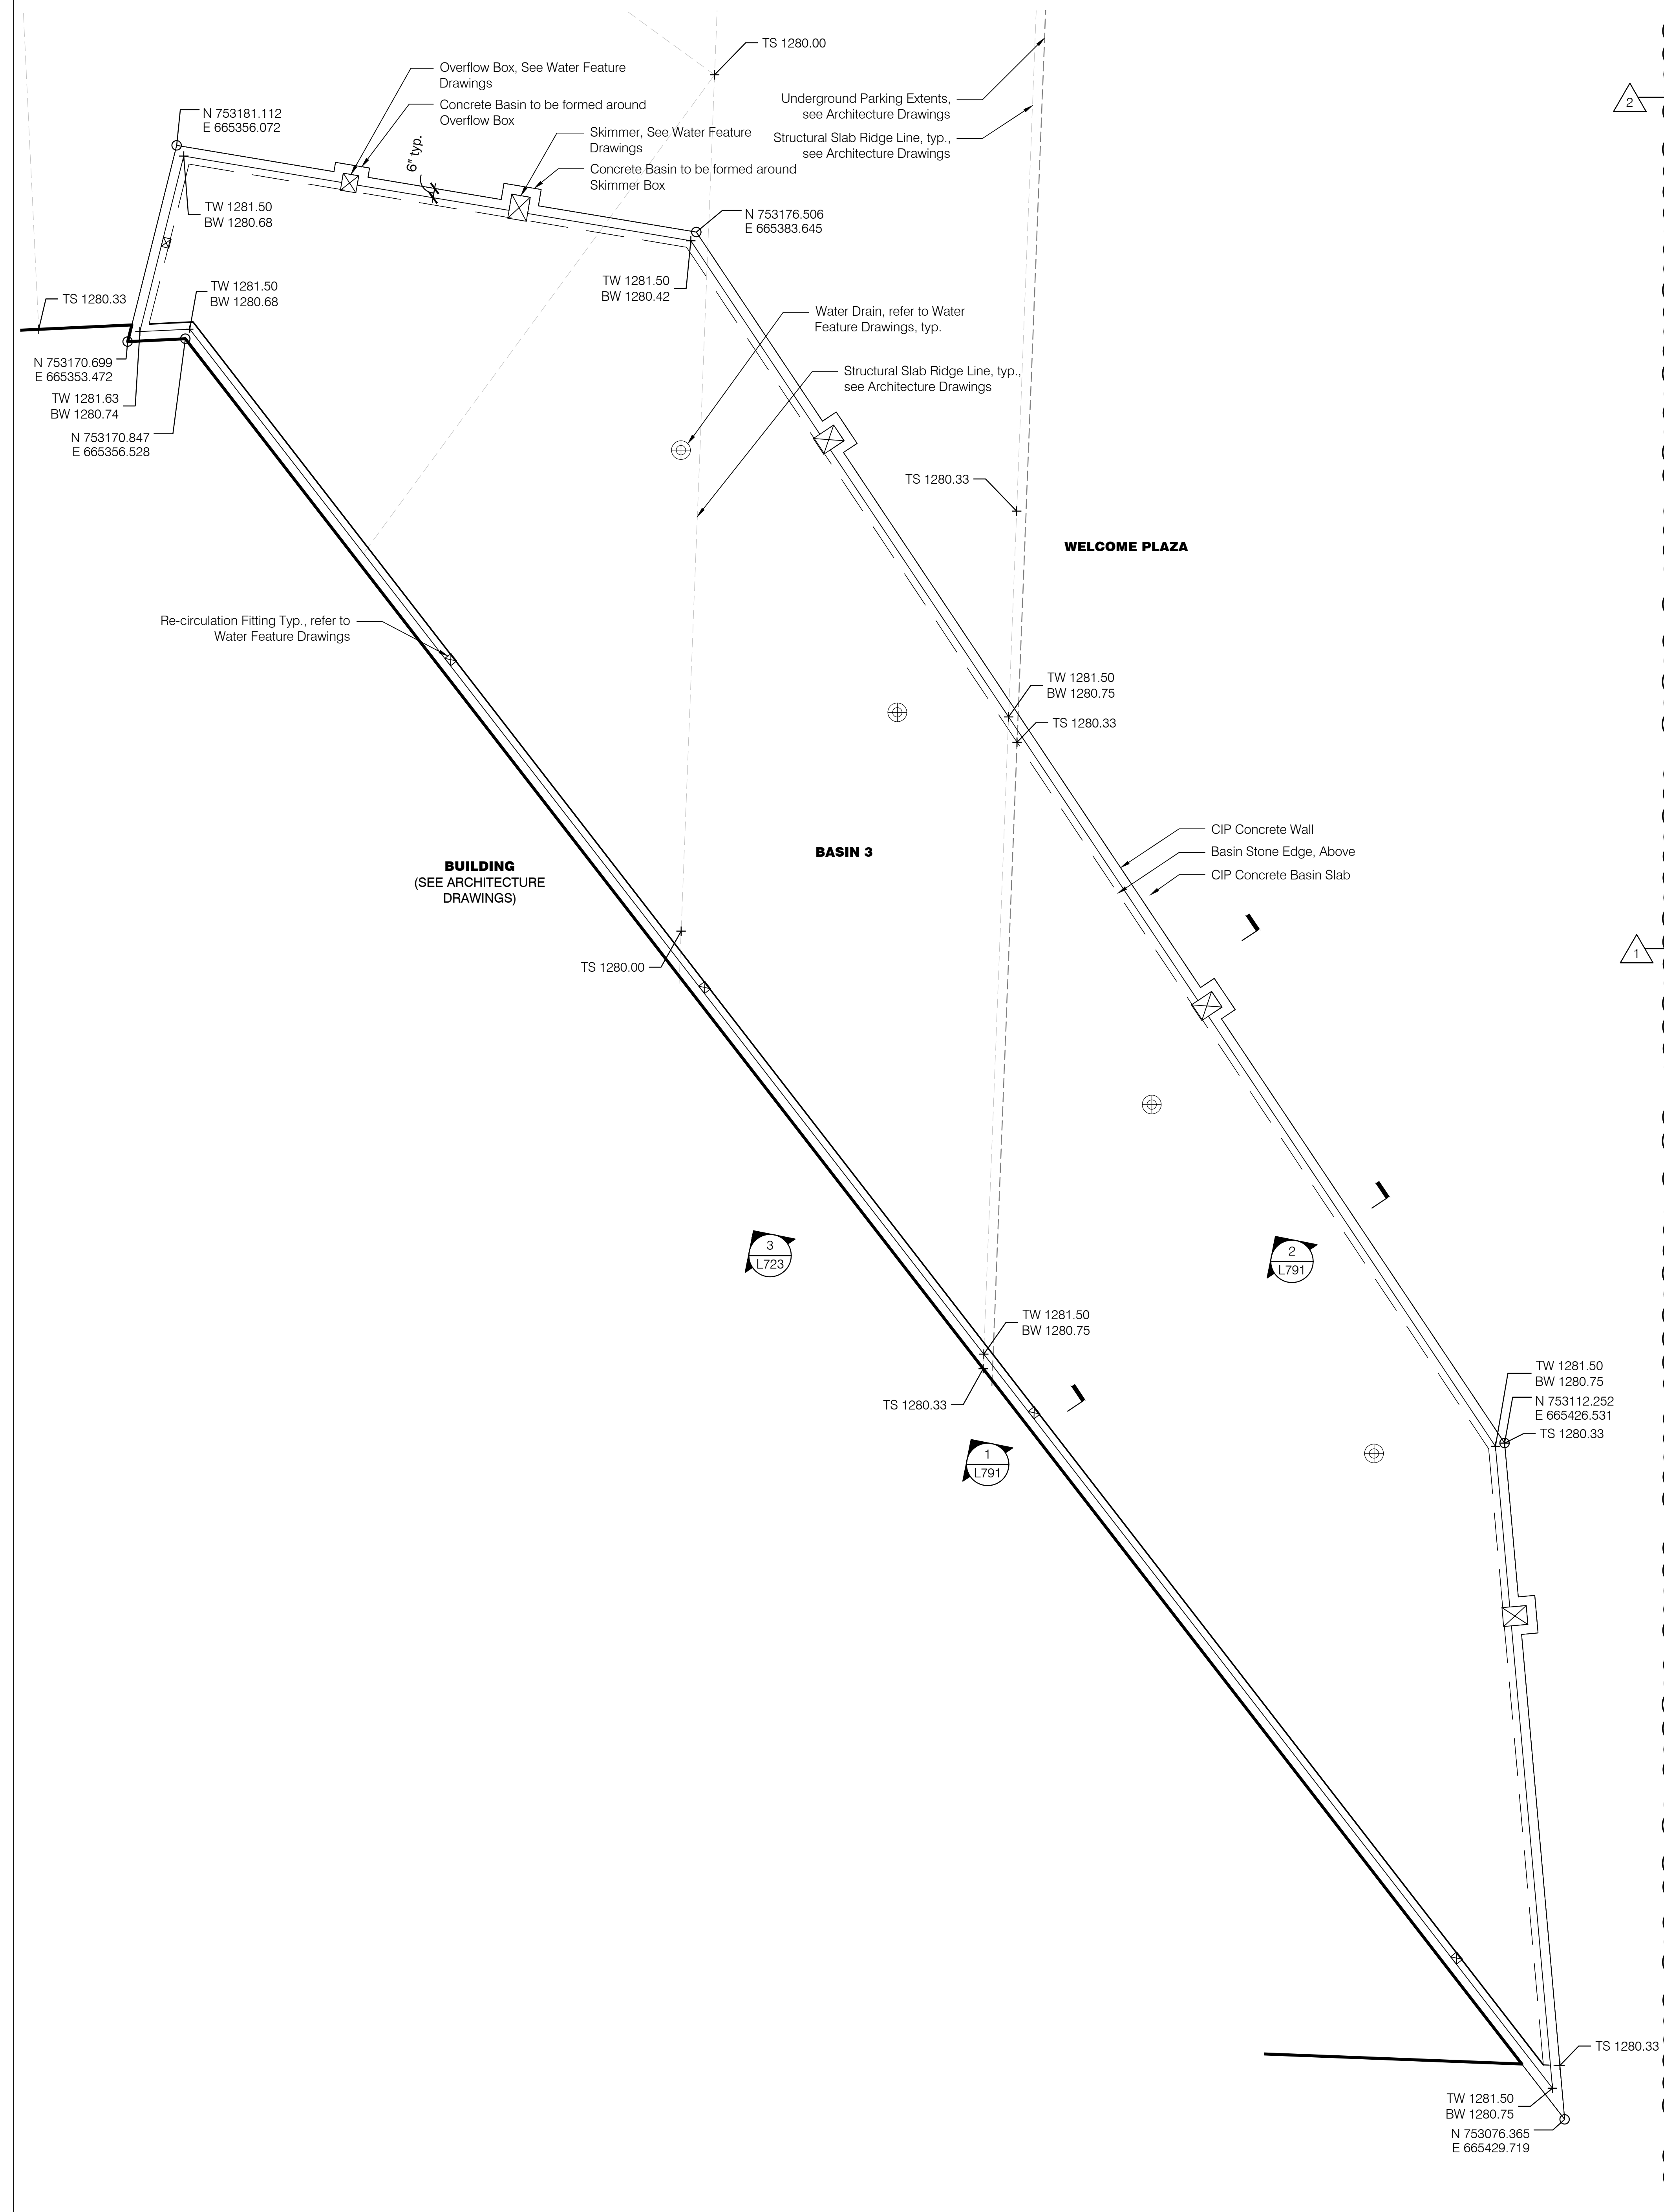 TS 1280.00
Overflow Box, See Water Feature
Drawings
Concrete Basin to be formed around
Overflow Box
6" typ.
Skimmer, See Water Feature
Drawings
Concrete Basin to be formed around
Skimmer Box
Underground Parking Extents,
see Architecture Drawings
Structural Slab Ridge Line, typ.,
see Architecture Drawings
2
N 753181.112
E 665356.072
TW 1281.50
BW 1280.68
N 753176.506
E 665383.645
TW 1281.50
BW 1280.42
TS 1280.33
TW 1281.50
BW 1280.68
Water Drain, refer to Water
Feature Drawings, typ.
N 753170.699
E 665353.472
TW 1281.63
BW 1280.74
N 753170.847
E 665356.528
Structural Slab Ridge Line, typ.,
see Architecture Drawings
TS 1280.33
WELCOME PLAZA
Re-circulation Fitting Typ., refer to
Water Feature Drawings
TW 1281.50
BW 1280.75
TS 1280.33
CIP Concrete Wall
Basin Stone Edge, Above
CIP Concrete Basin Slab
BASIN 3
BUILDING
(SEE ARCHITECTURE
DRAWINGS)
1
TS 1280.00
3
L723
2
L791
TW 1281.50
BW 1280.75
TS 1280.33
1
L791
TW 1281.50
BW 1280.75
N 753112.252
E 665426.531
TS 1280.33
TS 1280.33
TW 1281.50
BW 1280.75
N 753076.365
E 665429.719